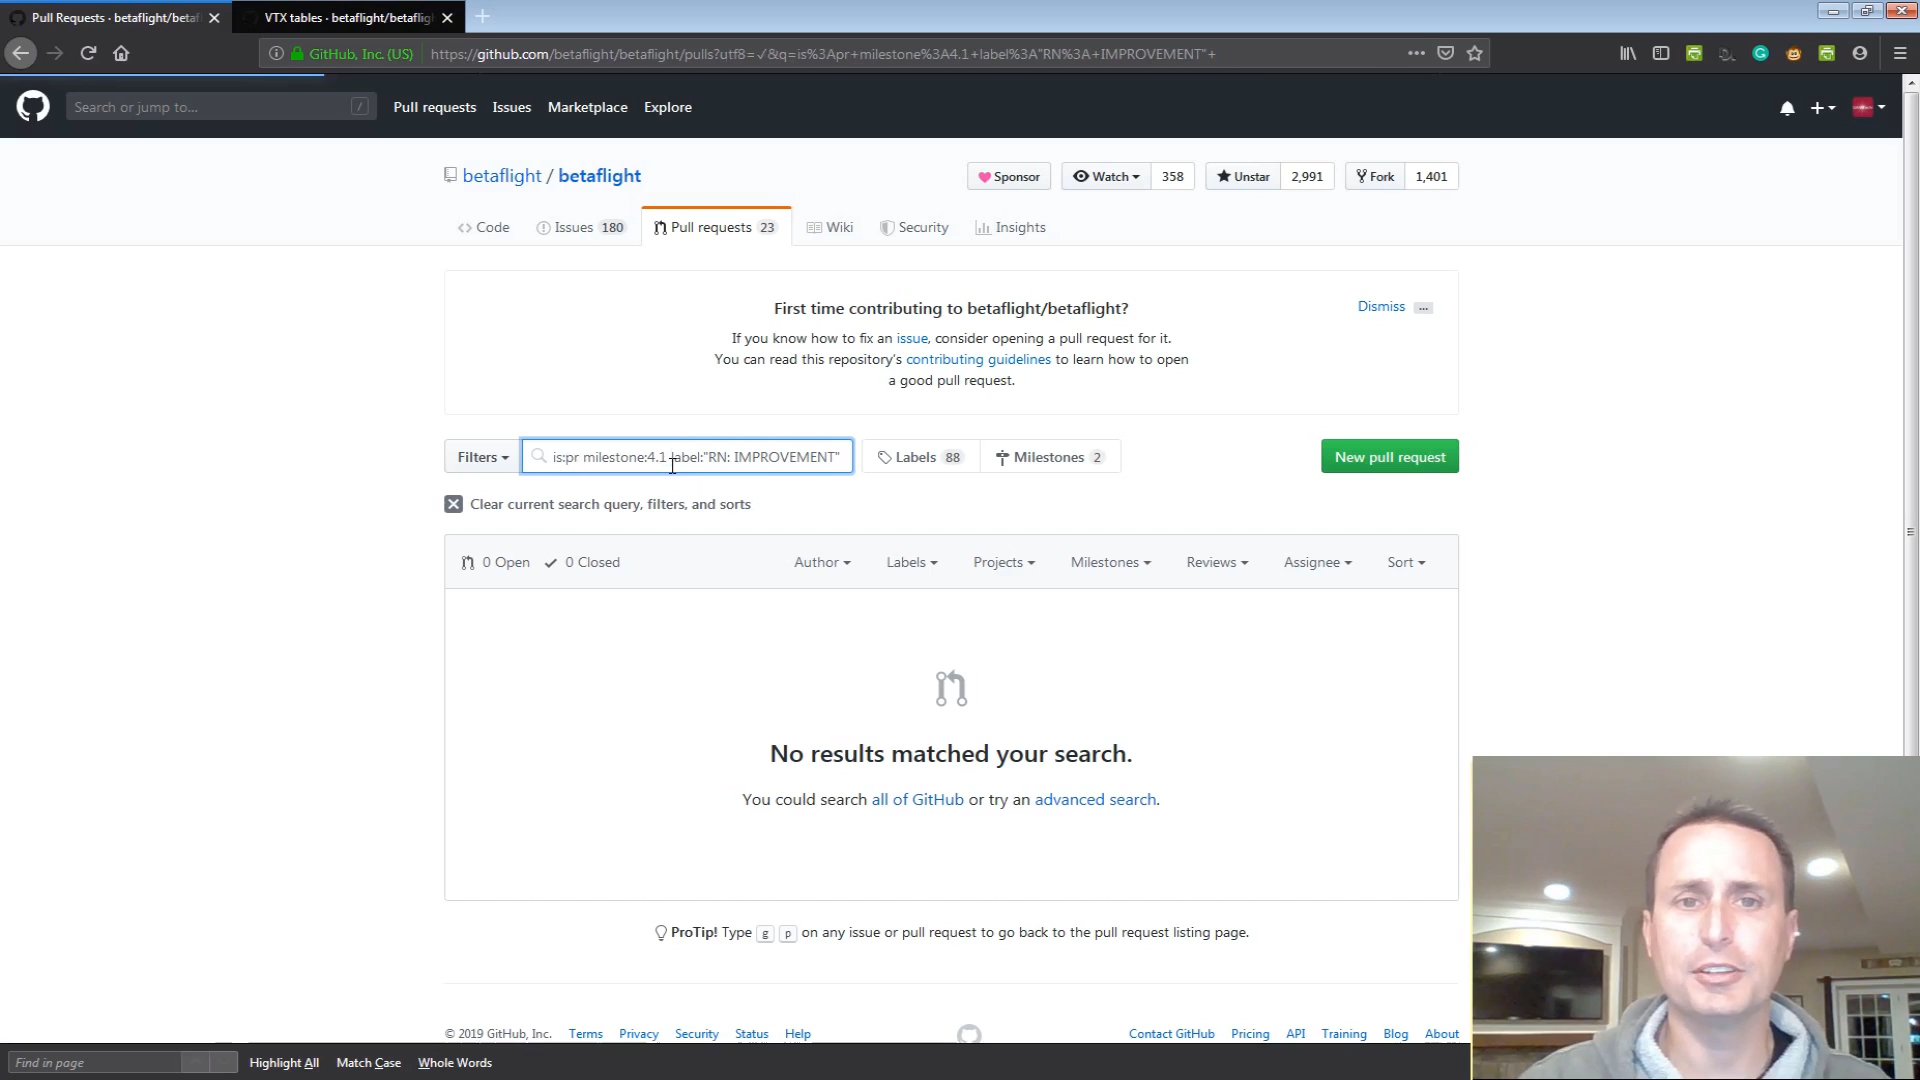 Pull Requests · betaflight/betaf
VTX tables · betaflight/betaflig
GitHub, Inc. (US)
https://github.com/betaflight/betaflight/pulls?utf8=✓&q=is%3Apr+milestone%3A4.1+label%3A"RN%3A+IMPROVEMENT"+
Search or jump to...
/
Pull requests
Issues
Marketplace
Explore
betaflight / betaflight
Sponsor
Watch
358
Unstar
2,991
Fork
1,401
Code
Issues 180
Pull requests 23
Wiki
Security
Insights
First time contributing to betaflight/betaflight?
Dismiss
...
If you know how to fix an issue, consider opening a pull request for it.
You can read this repository's contributing guidelines to learn how to open
a good pull request.
Filters
is:pr milestone:4.1 label:"RN: IMPROVEMENT"
Labels 88
Milestones 2
New pull request
Clear current search query, filters, and sorts
0 Open
0 Closed
Author
Labels
Projects
Milestones
Reviews
Assignee
Sort
No results matched your search.
You could search all of GitHub or try an advanced search.
ProTip! Type g p on any issue or pull request to go back to the pull request listing page.
© 2019 GitHub, Inc.
Terms
Privacy
Security
Status
Help
Contact GitHub
Pricing
API
Training
Blog
About
Find in page
Highlight All
Match Case
Whole Words